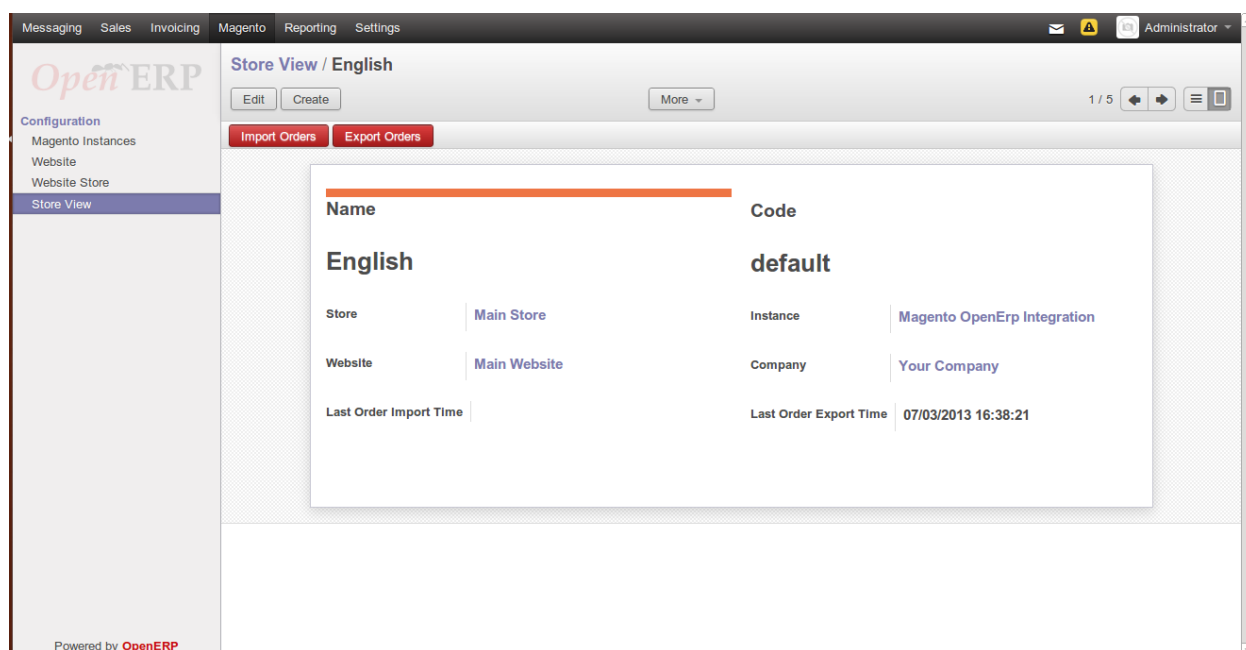 Messaging Sales Invoicing Magento Reporting Settings Administrator
Open ERP
Store View / English
Edit Create More 1 / 5
Configuration
Magento Instances
Website
Website Store
Store View
Import Orders Export Orders
Name Code
English default
Store Main Store Instance Magento OpenErp Integration
Website Main Website Company Your Company
Last Order Import Time Last Order Export Time 07/03/2013 16:38:21
Powered by OpenERP